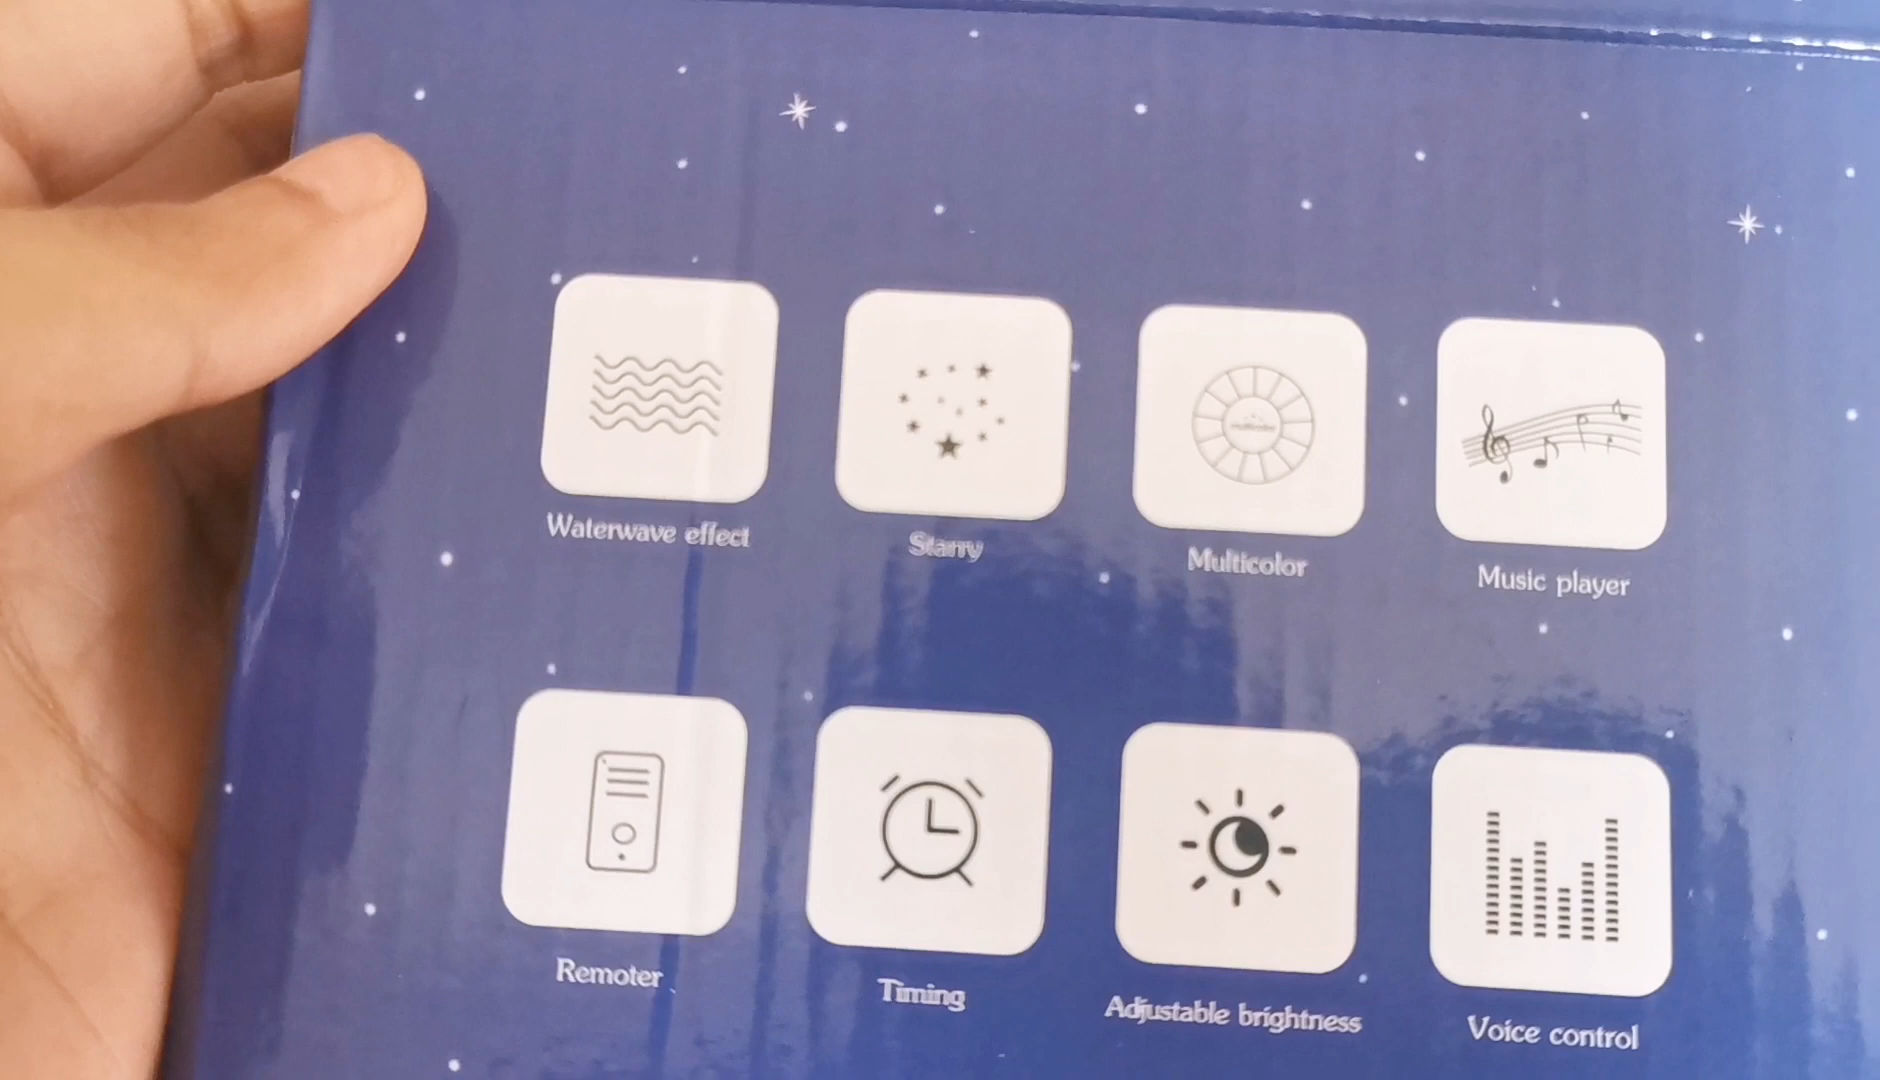 Waterwave effect
Starry
Multicolor
Music player
Remoter
Timing
Adjustable brightness
Voice control